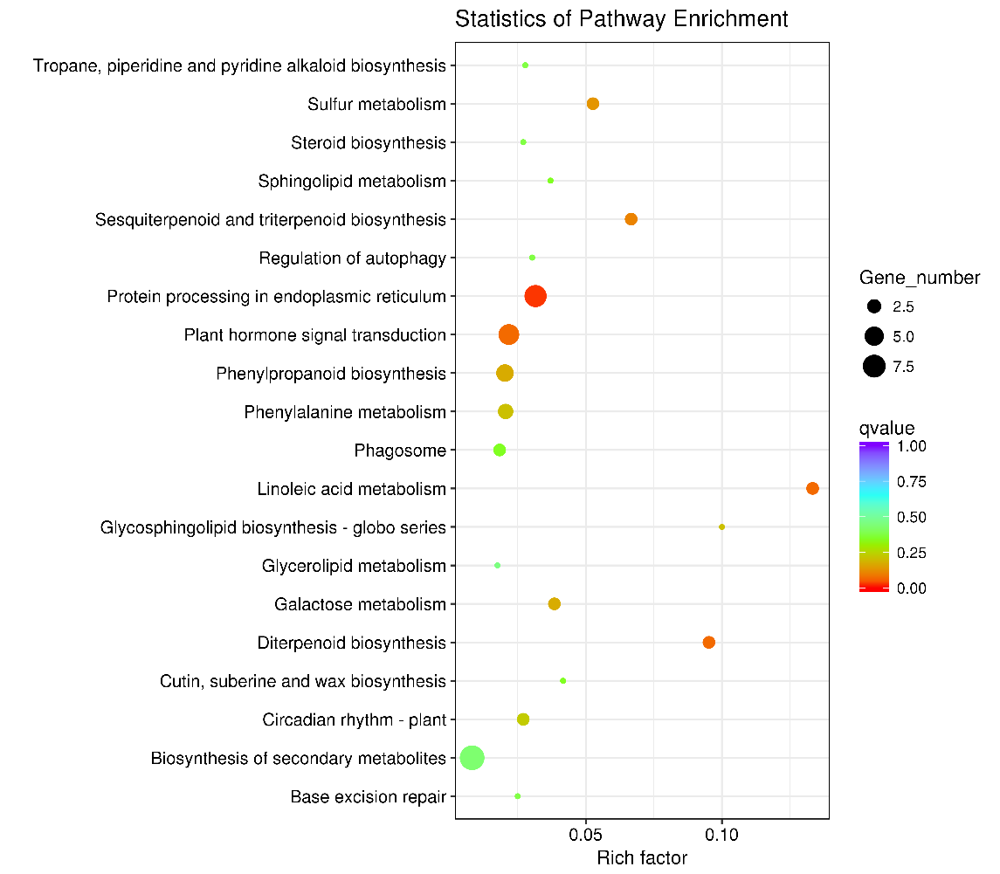 Statistics of Pathway Enrichment
Tropane, piperidine and pyridine alkaloid biosynthesis
Sulfur metabolism
Steroid biosynthesis
Sphingolipid metabolism
Sesquiterpenoid and triterpenoid biosynthesis
Regulation of autophagy
Protein processing in endoplasmic reticulum
Plant hormone signal transduction
Phenylpropanoid biosynthesis
Phenylalanine metabolism
Phagosome
Linoleic acid metabolism
Glycosphingolipid biosynthesis - globo series
Glycerolipid metabolism
Galactose metabolism
Diterpenoid biosynthesis
Cutin, suberine and wax biosynthesis
Circadian rhythm - plant
Biosynthesis of secondary metabolites
Base excision repair
0.05 0.10
Rich factor
Gene_number
2.5
5.0
7.5
qvalue
1.00
0.75
0.50
0.25
0.00